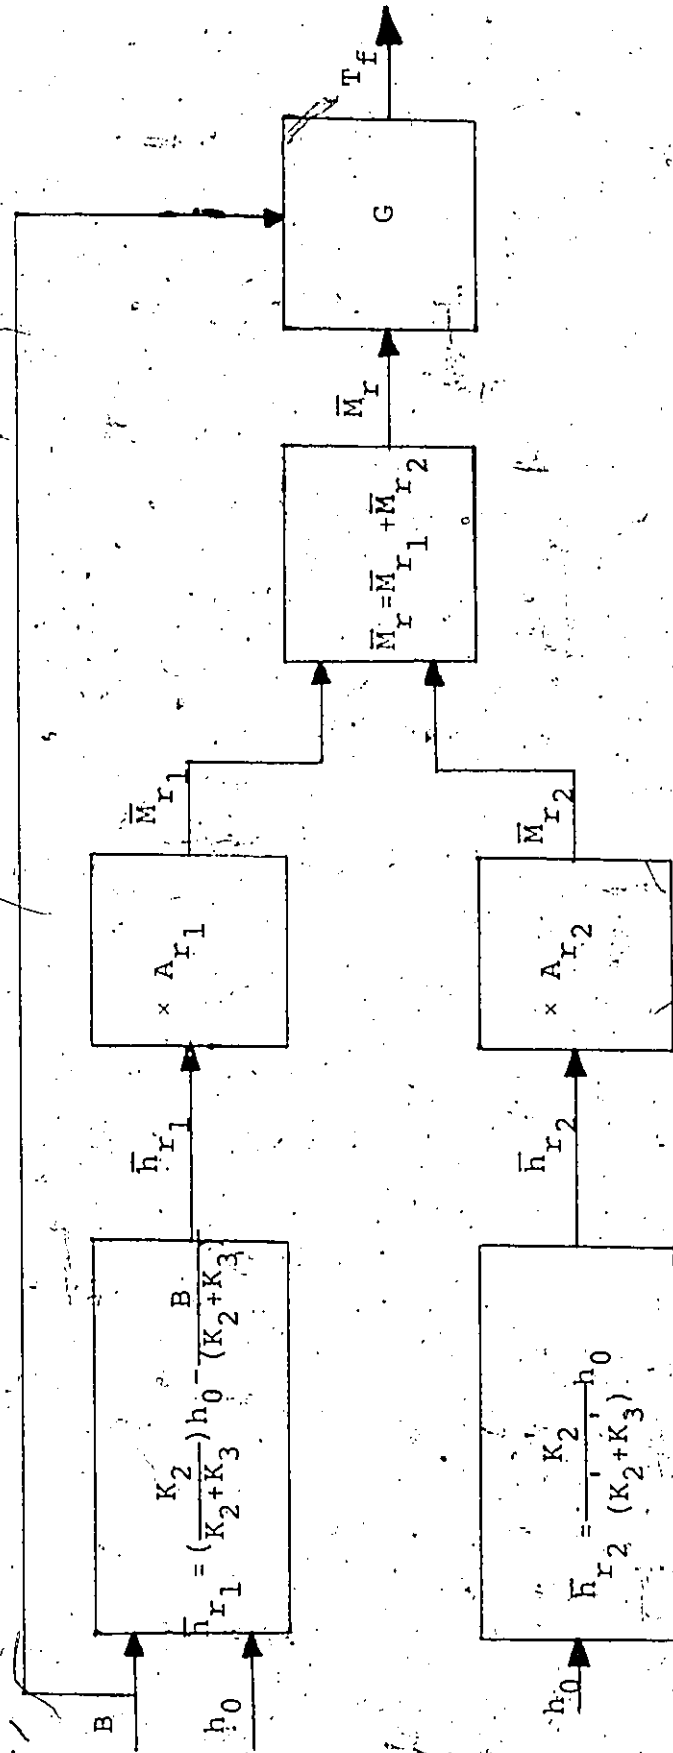 B
h₀
h̄r₁ = (K₂/(K₂+K₃))h₀ - B/(K₂+K₃)
h̄r₁
× Ar₁
M̄r₁
h₀
h̄r₂ = K₂'/(K₂'+K₃') h₀
h̄r₂
× Ar₂
M̄r₂
M̄r = M̄r₁ + M̄r₂
M̄r
G
Tf